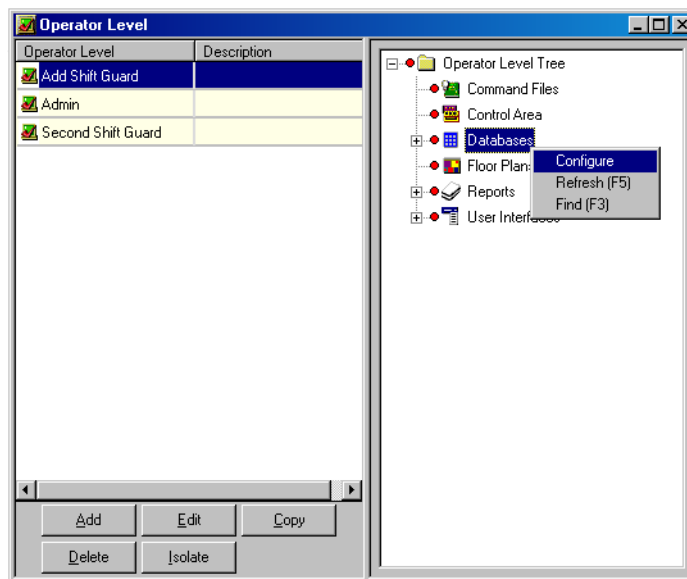 Operator Level
Operator Level Description
Add Shift Guard
Admin
Second Shift Guard
Add Edit Copy
Delete Isolate
Operator Level Tree
Command Files
Control Area
Databases
Floor Plans
Reports
User Interfaces
Configure
Refresh (F5)
Find (F3)